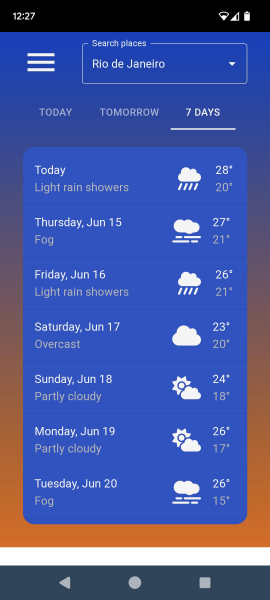 12:27
Search places
Rio de Janeiro
TODAY TOMORROW 7 DAYS
Today 28°
Light rain showers 20°
Thursday, Jun 15 27°
Fog 21°
Friday, Jun 16 26°
Light rain showers 21°
Saturday, Jun 17 23°
Overcast 20°
Sunday, Jun 18 24°
Partly cloudy 18°
Monday, Jun 19 26°
Partly cloudy 17°
Tuesday, Jun 20 26°
Fog 15°